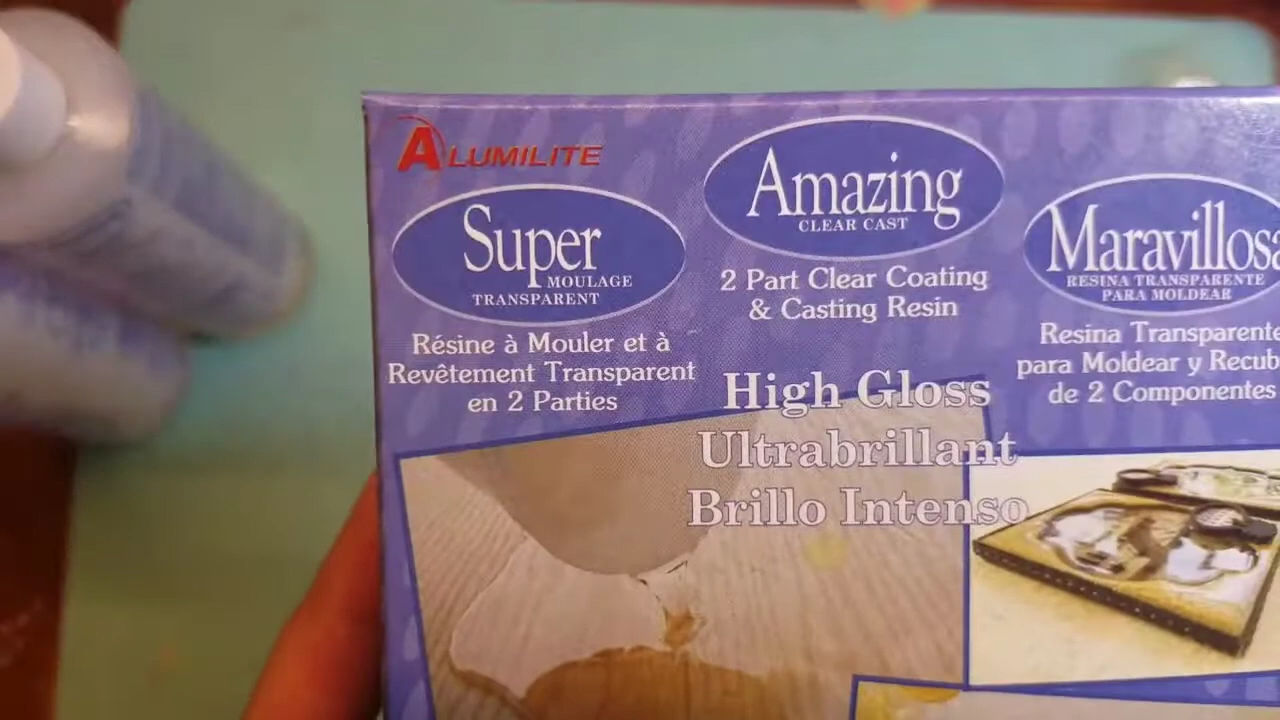 ALUMILITE
Super
MOULAGE
TRANSPARENT
Résine à Mouler et à
Revêtement Transparent
en 2 Parties
Amazing
CLEAR CAST
2 Part Clear Coating
& Casting Resin
Maravillosa
RESINA TRANSPARENTE
PARA MOLDEAR
Resina Transparente
para Moldear y Recub
de 2 Componentes
High Gloss
Ultrabrillant
Brillo Intenso